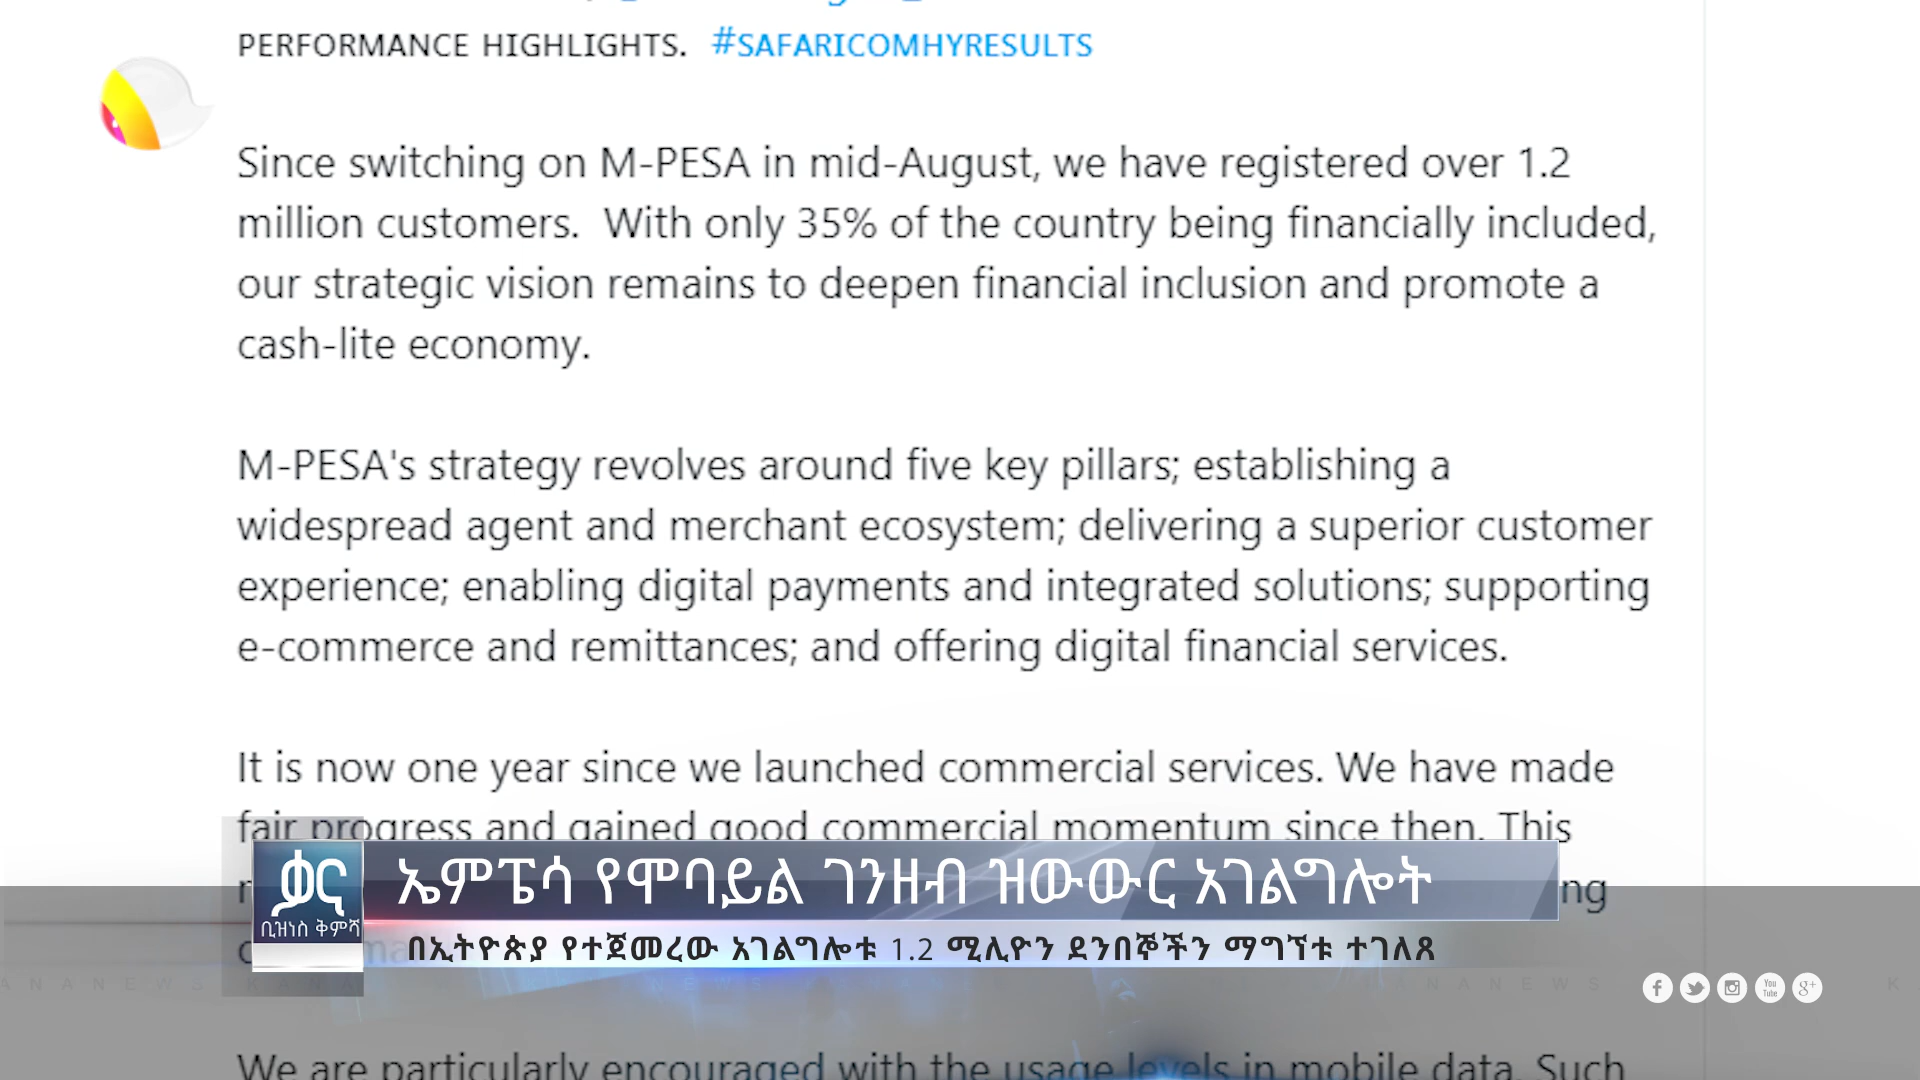 PERFORMANCE HIGHLIGHTS. #SAFARICOMHYRESULTS
Since switching on M-PESA in mid-August, we have registered over 1.2
million customers. With only 35% of the country being financially included,
our strategic vision remains to deepen financial inclusion and promote a
cash-lite economy.
M-PESA's strategy revolves around five key pillars; establishing a
widespread agent and merchant ecosystem; delivering a superior customer
experience; enabling digital payments and integrated solutions; supporting
e-commerce and remittances; and offering digital financial services.
It is now one year since we launched commercial services. We have made
fair progress and gained good commercial momentum since then. This
ቃና
ቢዝነስ ቅምሻ
ኤምፔሳ የሞባይል ገንዘብ ዝውውር አገልግሎት
በኢትዮጵያ የተጀመረው አገልግሎቱ 1.2 ሚሊዮን ደንበኞችን ማግኘቱ ተገለጸ
You Tube
We are particularly encouraged with the usage levels in mobile data. Such